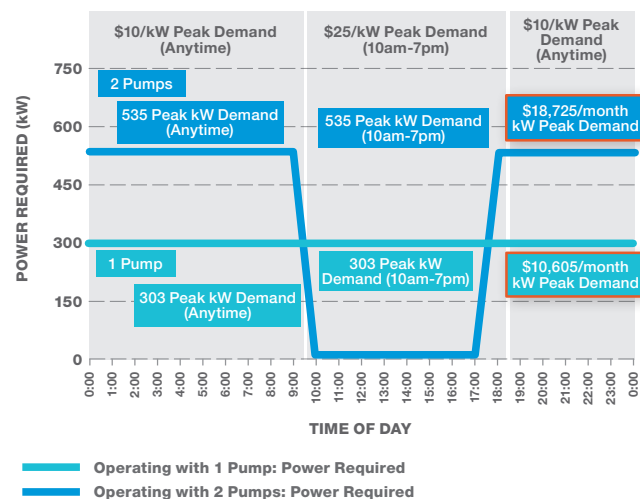 $10/kW Peak Demand
(Anytime)
$25/kW Peak Demand
(10am-7pm)
$10/kW Peak
Demand
(Anytime)
POWER REQUIRED (kW)
750
600
450
300
150
0
2 Pumps
535 Peak kW Demand
(Anytime)
535 Peak kW Demand
(10am-7pm)
$18,725/month
kW Peak Demand
1 Pump
303 Peak kW Demand
(Anytime)
303 Peak kW
Demand (10am-7pm)
$10,605/month
kW Peak Demand
0:00
1:00
2:00
3:00
4:00
5:00
6:00
7:00
8:00
9:00
10:00
11:00
12:00
13:00
14:00
15:00
16:00
17:00
18:00
19:00
20:00
21:00
22:00
23:00
0:00
TIME OF DAY
Operating with 1 Pump: Power Required
Operating with 2 Pumps: Power Required